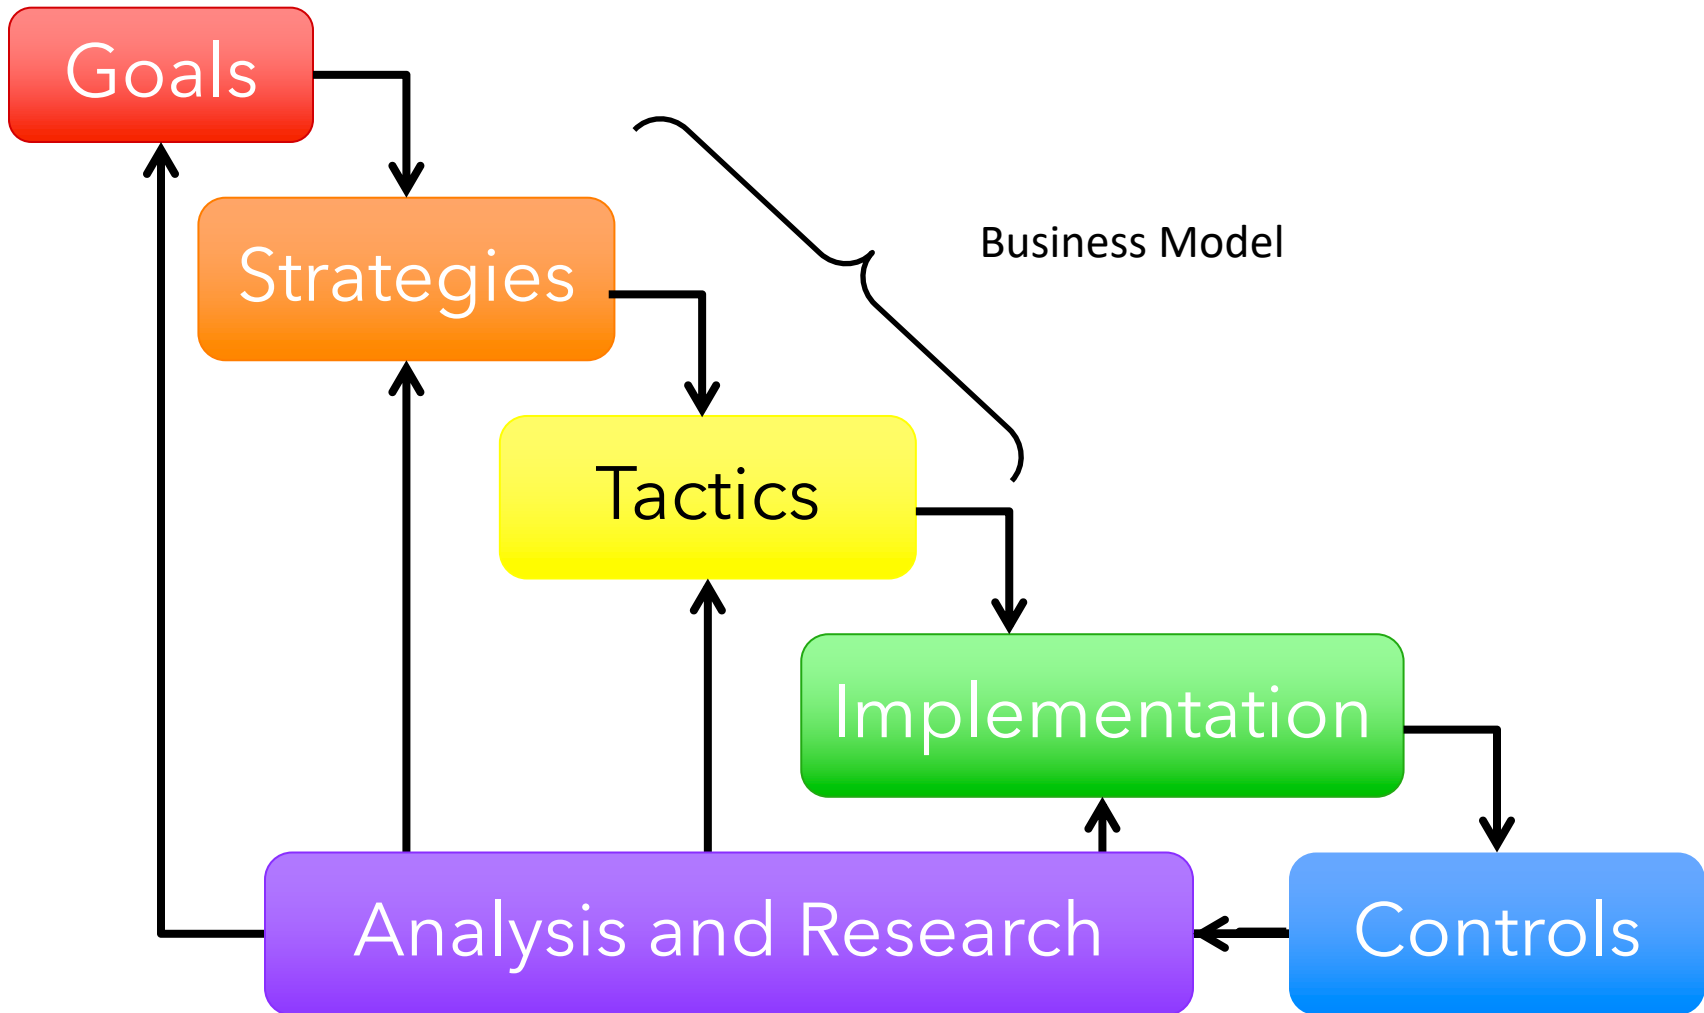 Goals
Business Model
Strategies
Tactics
Implementation
Analysis and Research
Controls